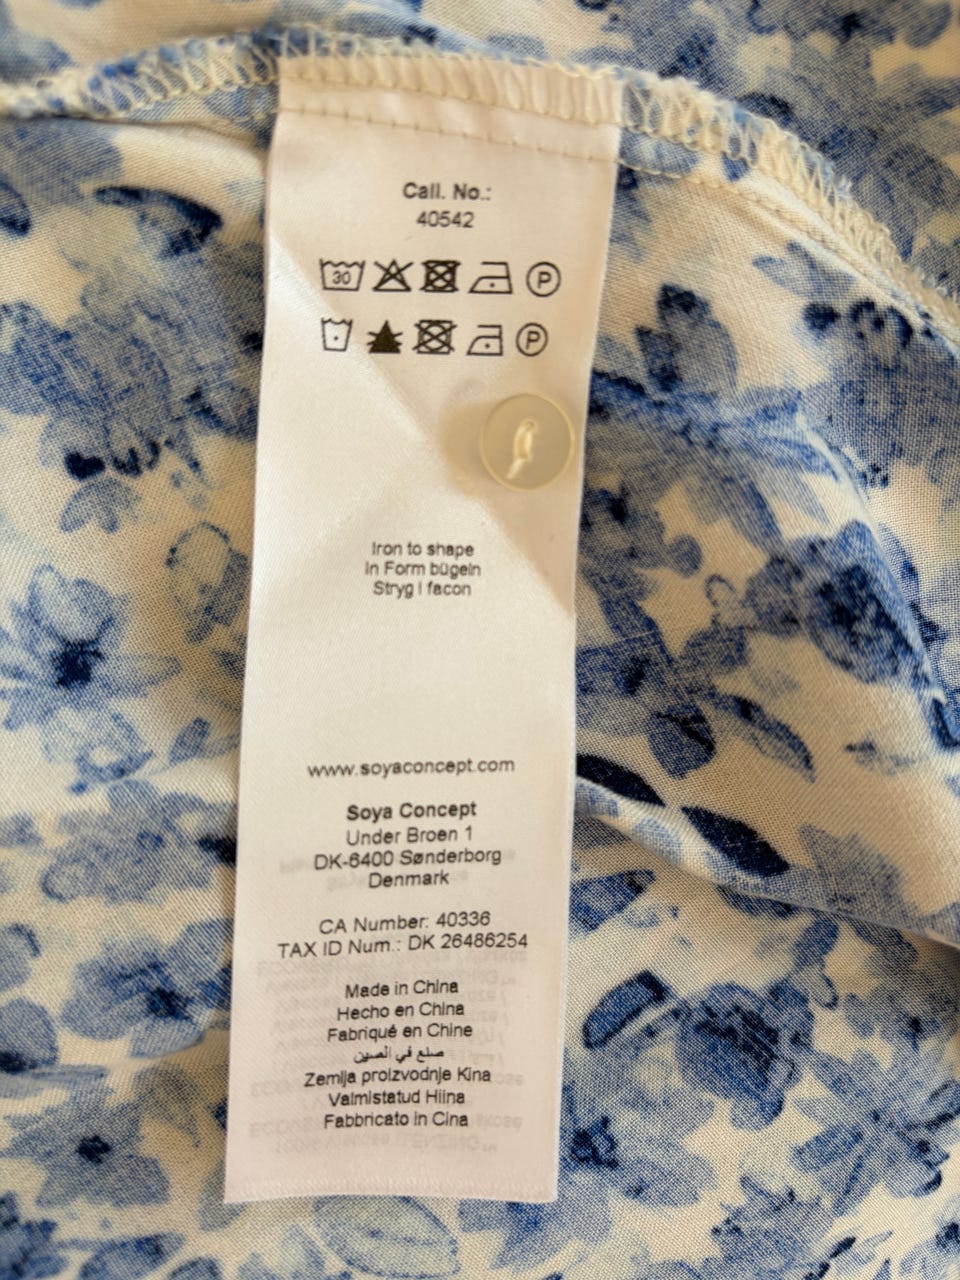 Call. No.:
40542
30 P
P
Iron to shape
In Form bügeln
Stryg I facon
www.soyaconcept.com
Soya Concept
Under Broen 1
DK-6400 Sønderborg
Denmark
CA Number: 40336
TAX ID Num.: DK 26486254
Made in China
Hecho en China
Fabriqué en Chine
صنع في الصين
Zemlja proizvodnje Kina
Valmistatud Hiina
Fabbricato in Cina